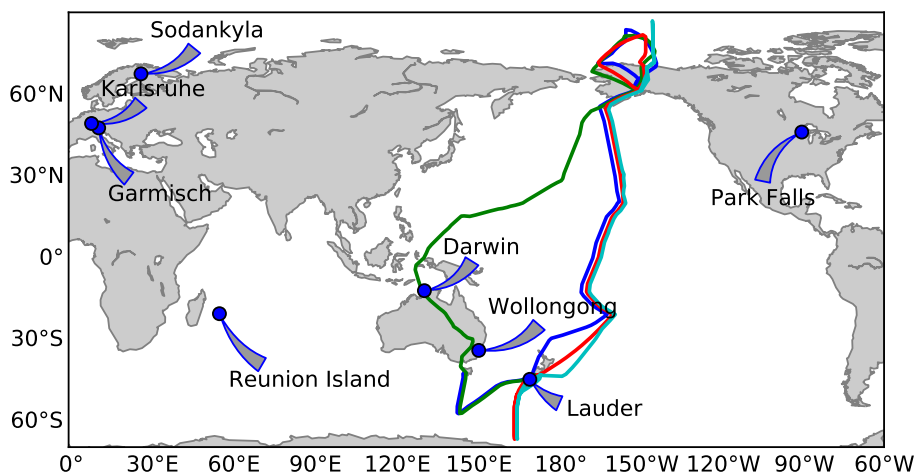 Sodankyla
Karlsruhe
60°N
Garmisch
30°N
Park Falls
Darwin
0°
Wollongong
30°S
Reunion Island
Lauder
60°S
0° 30°E 60°E 90°E 120°E 150°E 180° 150°W 120°W 90°W 60W